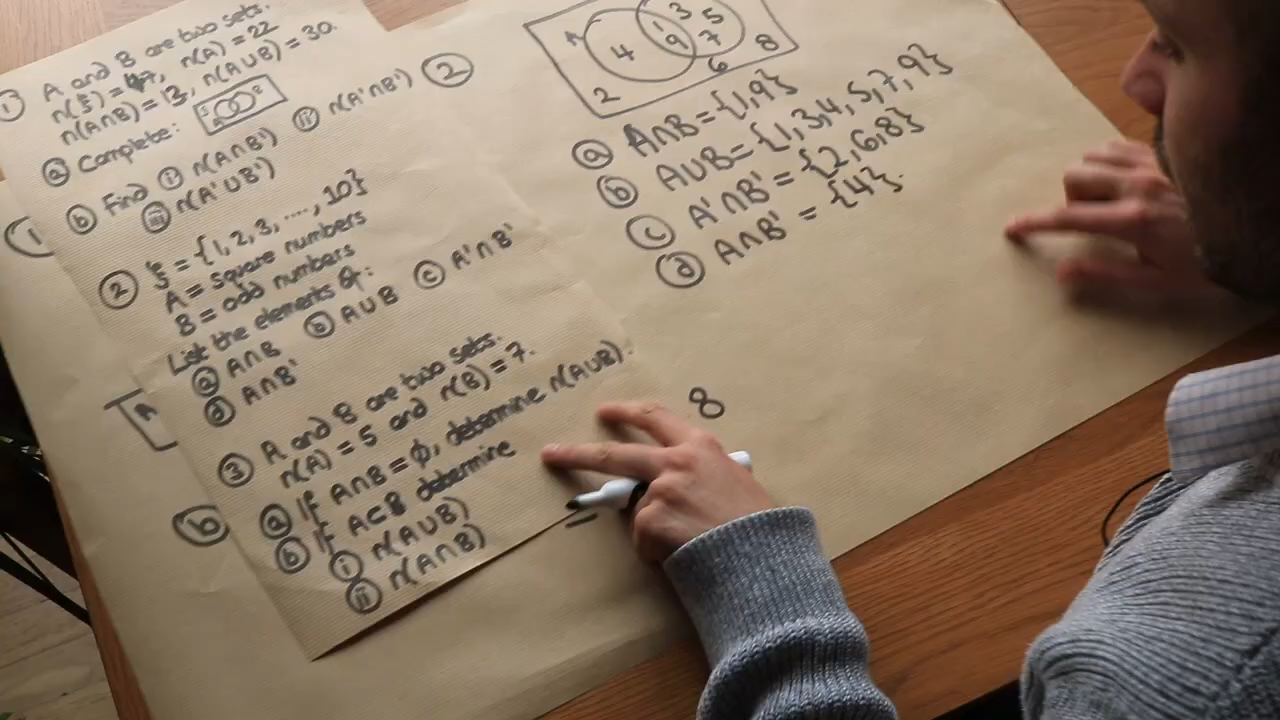 ① A and B are two sets.
n(ξ) = 47, n(A) = 22
n(A∩B) = 13, n(A∪B) = 30.
ⓐ Complete:
ⓑ Find ⓘ n(A∩B') ⓘⓘ n(A'∩B')
ⓘⓘⓘ n(A'∪B')
② ξ = {1, 2, 3, ...., 10}
A = square numbers
B = odd numbers
List the elements of:
ⓐ A∩B ⓑ A∪B ⓒ A'∩B'
ⓓ A∩B'
③ A and B are two sets.
n(A) = 5 and n(B) = 7.
ⓐ If A∩B = ϕ, determine n(A∪B).
ⓑ If A⊂B determine
ⓘ n(A∪B)
ⓘⓘ n(A∩B)
①
A
ⓑ
②
A 4 1 9 3 5 7
2 6 8
ⓐ A∩B = {1,9}
ⓑ A∪B = {1,3,4,5,7,9}
ⓒ A'∩B' = {2,6,8}
ⓓ A∩B' = {4}.
8